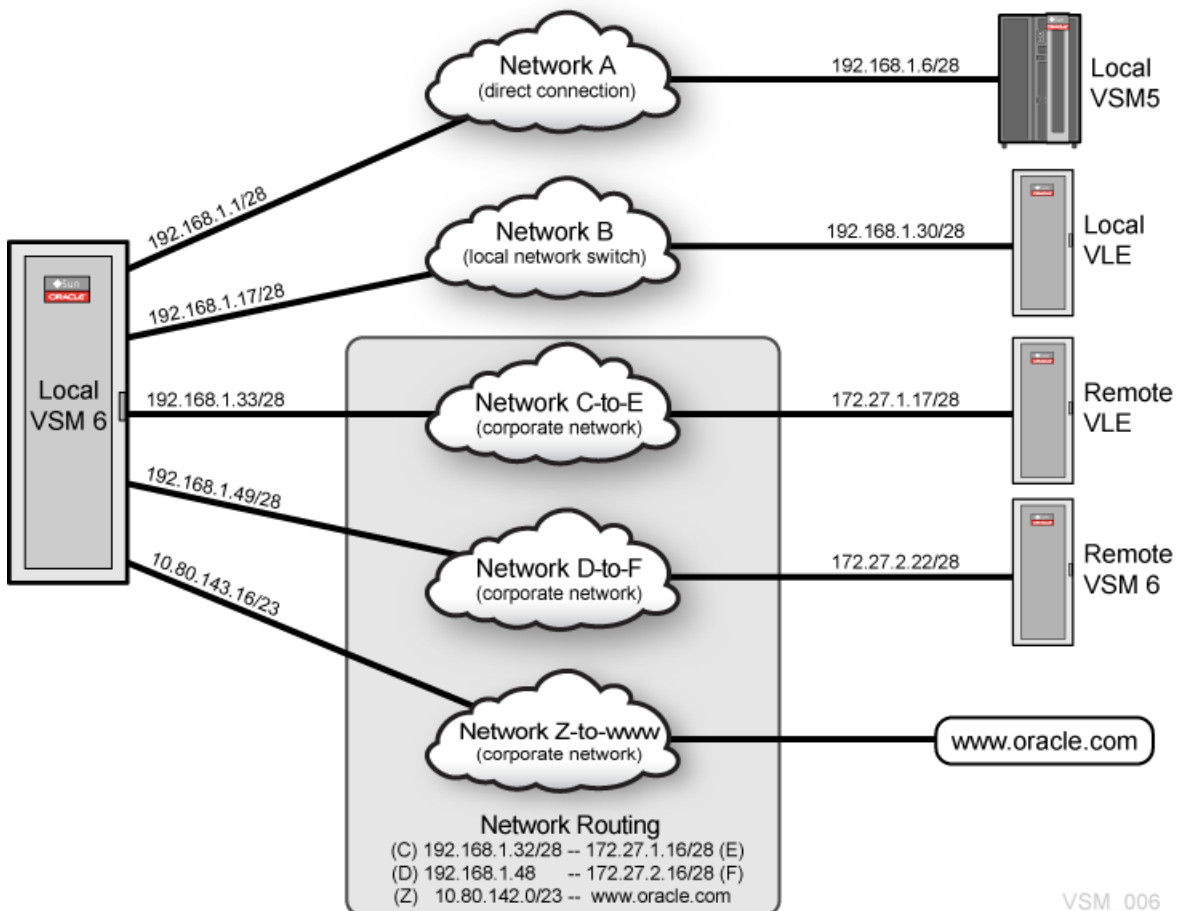 Network A
(direct connection)
192.168.1.6/28
Local
VSM5
192.168.1.1/28
Network B
(local network switch)
192.168.1.30/28
Local
VLE
192.168.1.17/28
Sun
ORACLE
Local
VSM 6
192.168.1.33/28
Network C-to-E
(corporate network)
172.27.1.17/28
Remote
VLE
192.168.1.49/28
Network D-to-F
(corporate network)
172.27.2.22/28
Remote
VSM 6
10.80.143.16/23
Network Z-to-www
(corporate network)
www.oracle.com
Network Routing
(C) 192.168.1.32/28 -- 172.27.1.16/28 (E)
(D) 192.168.1.48 -- 172.27.2.16/28 (F)
(Z) 10.80.142.0/23 -- www.oracle.com
VSM_006